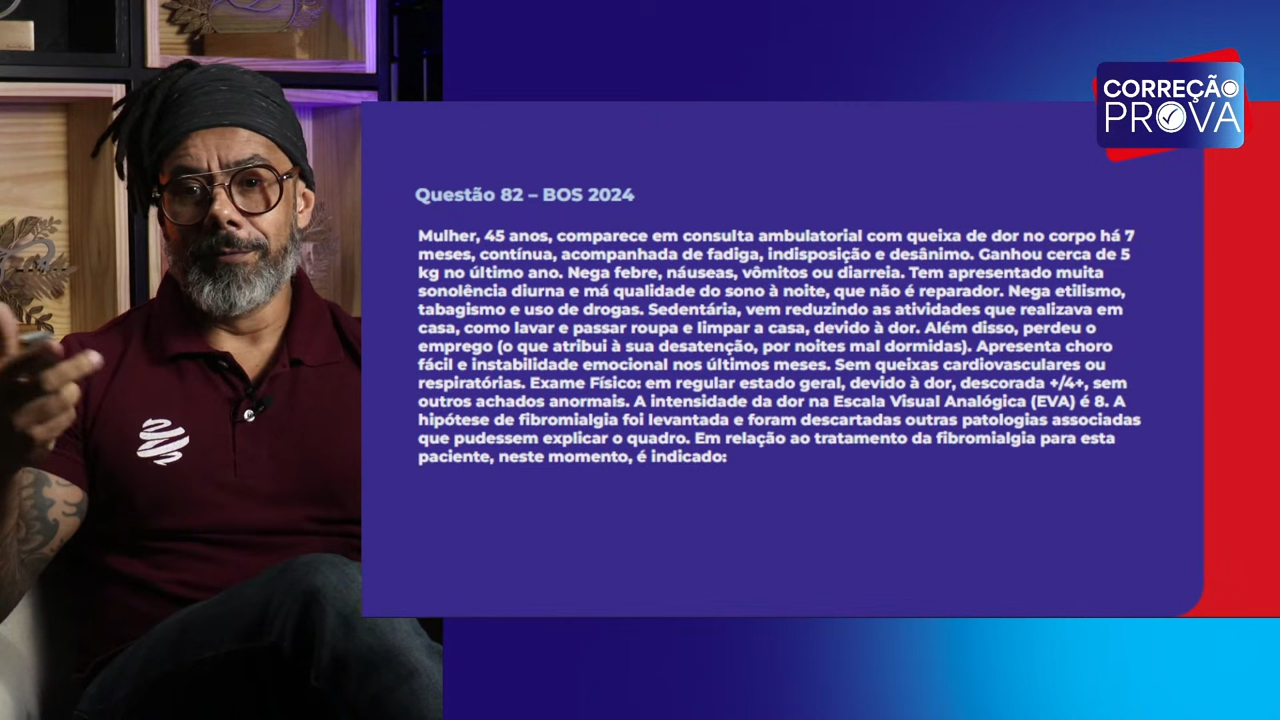 CORREÇÃO
PROVA
Questão 82 – BOS 2024
Mulher, 45 anos, comparece em consulta ambulatorial com queixa de dor no corpo há 7
meses, contínua, acompanhada de fadiga, indisposição e desânimo. Ganhou cerca de 5
kg no último ano. Nega febre, náuseas, vômitos ou diarreia. Tem apresentado muita
sonolência diurna e má qualidade do sono à noite, que não é reparador. Nega etilismo,
tabagismo e uso de drogas. Sedentária, vem reduzindo as atividades que realizava em
casa, como lavar e passar roupa e limpar a casa, devido à dor. Além disso, perdeu o
emprego (o que atribui à sua desatenção, por noites mal dormidas). Apresenta choro
fácil e instabilidade emocional nos últimos meses. Sem queixas cardiovasculares ou
respiratórias. Exame Físico: em regular estado geral, devido à dor, descorada +/4+, sem
outros achados anormais. A intensidade da dor na Escala Visual Analógica (EVA) é 8. A
hipótese de fibromialgia foi levantada e foram descartadas outras patologias associadas
que pudessem explicar o quadro. Em relação ao tratamento da fibromialgia para esta
paciente, neste momento, é indicado: